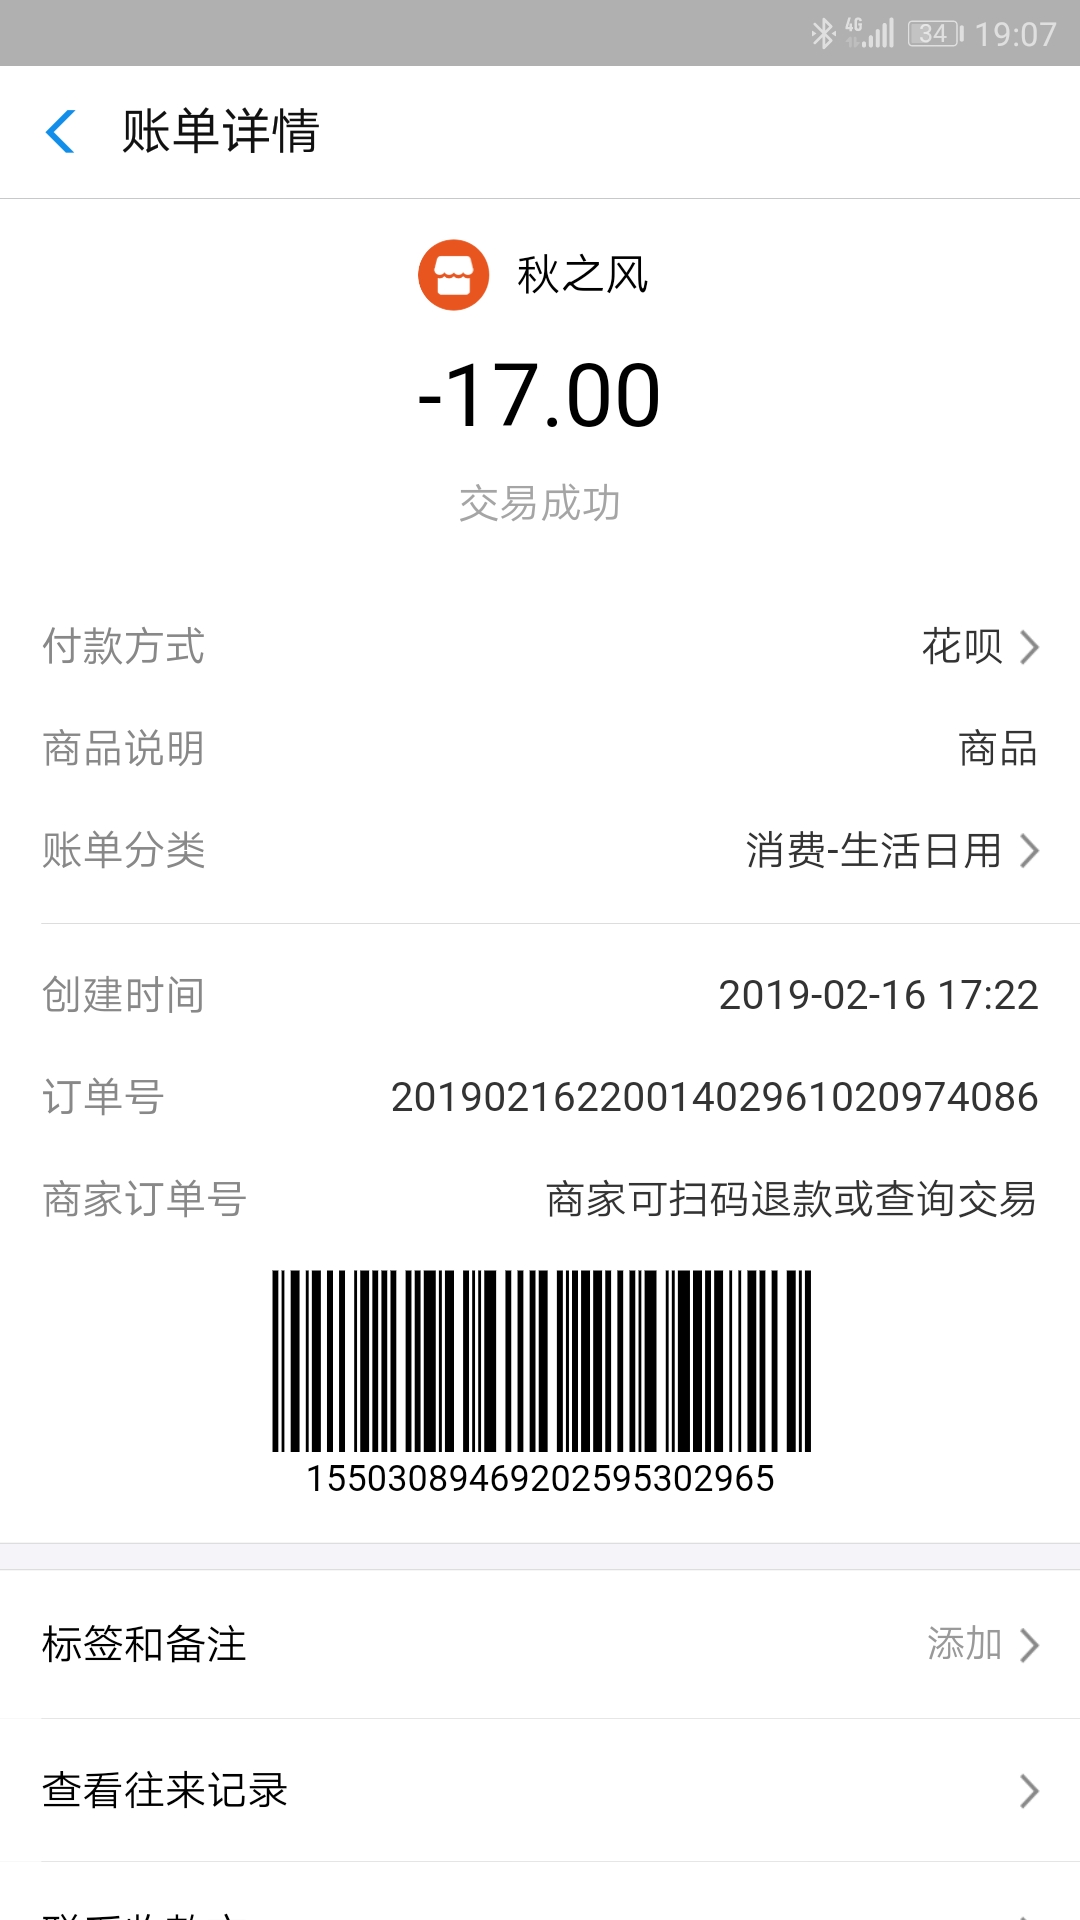 4G 34 19:07
账单详情
秋之风
-17.00
交易成功
付款方式 花呗
商品说明 商品
账单分类 消费-生活日用
创建时间 2019-02-16 17:22
订单号 2019021622001402961020974086
商家订单号 商家可扫码退款或查询交易
15503089469202595302965
标签和备注 添加
查看往来记录